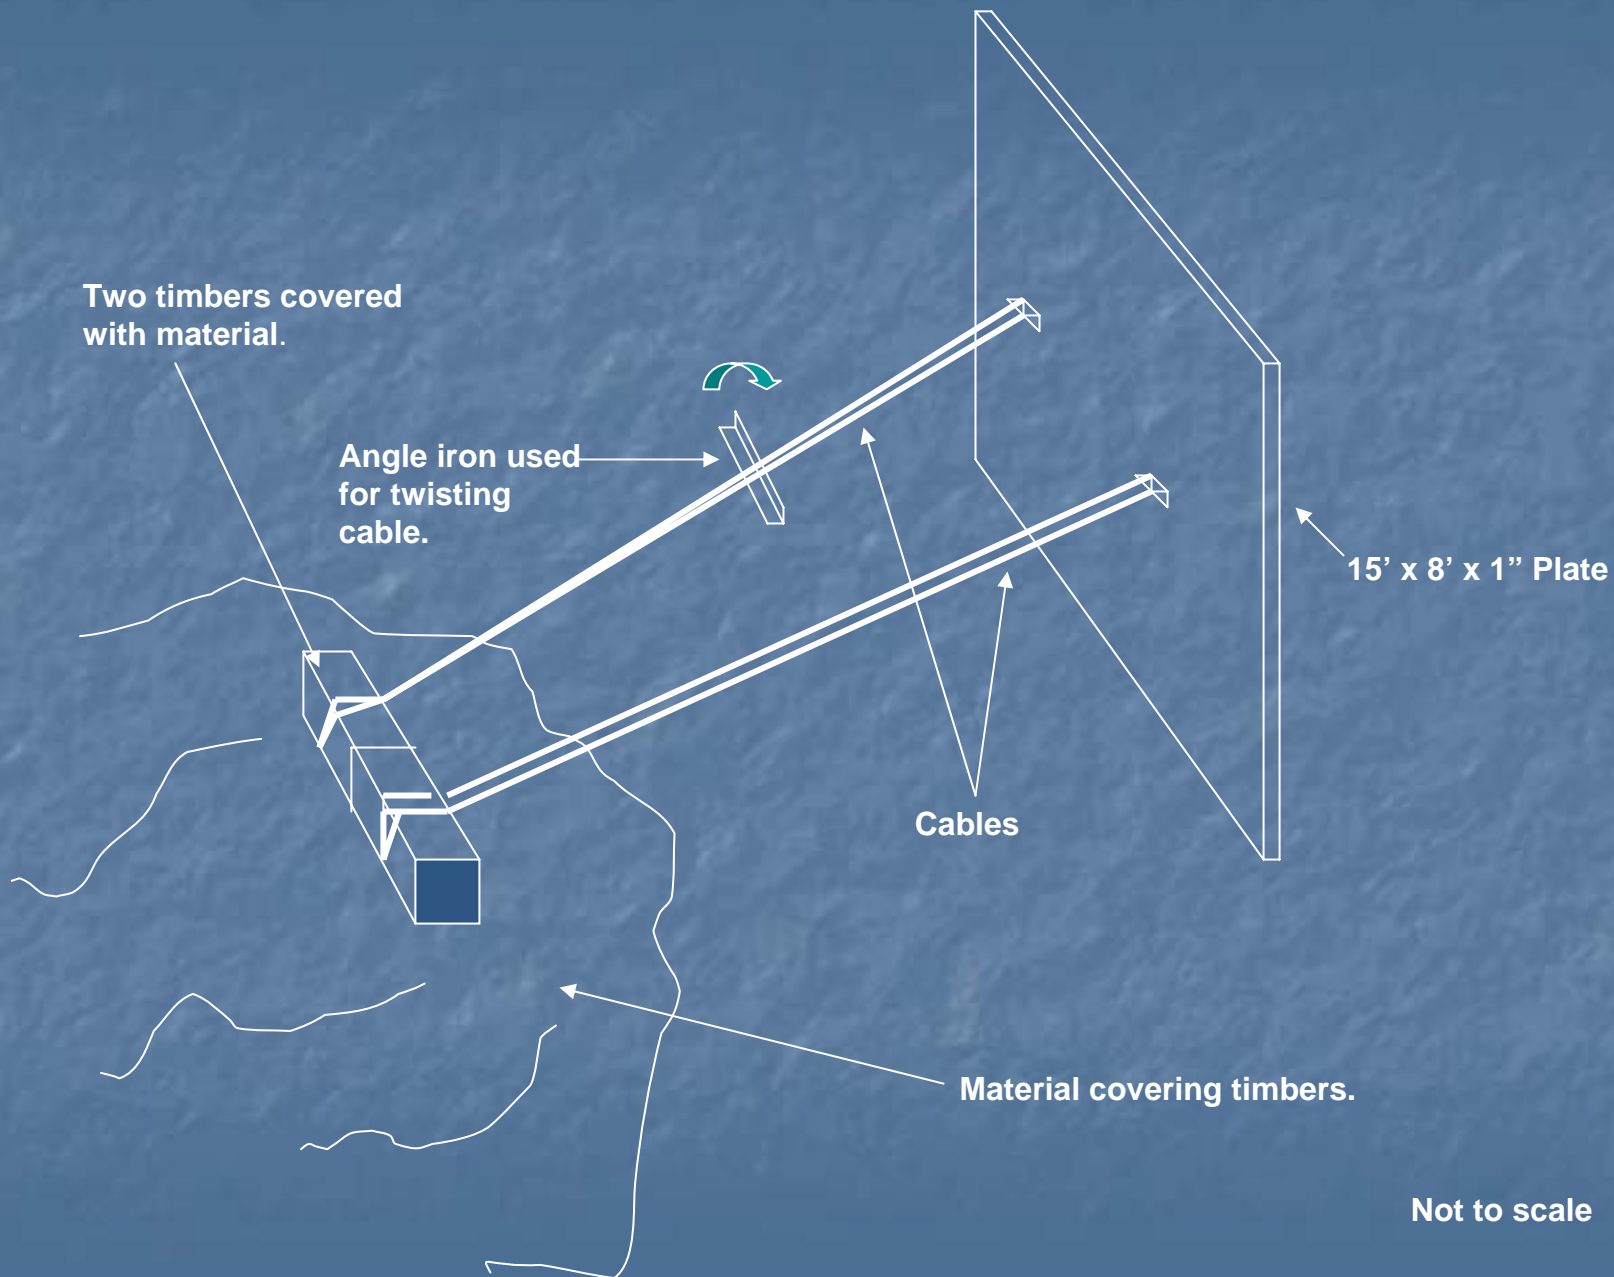 Two timbers covered
with material.
Angle iron used
for twisting
cable.
15’ x 8’ x 1” Plate
Cables
Material covering timbers.
Not to scale